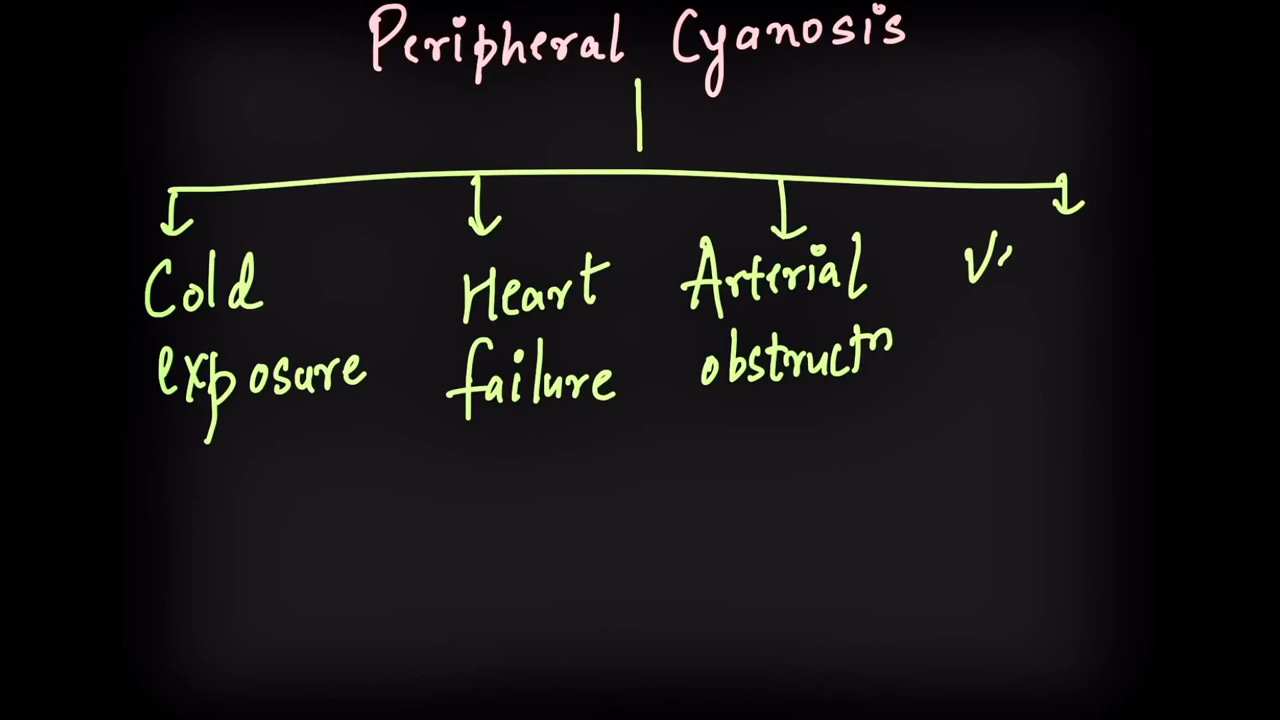 Peripheral Cyanosis
Cold
exposure
Heart
failure
Arterial
obstructn
V